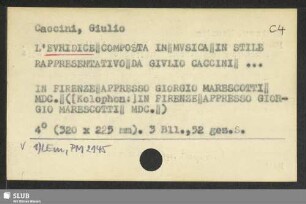 Caccini, Giulio
C4
L'EVRIDICE‖COMPOSTA IN‖MVSICA‖IN STILE
RAPPRESENTATIVO‖DA GIVLIO CACCINI‖ ...
IN FIRENZE‖APPRESSO GIORGIO MARESCOTTI‖
MDC.‖([Kolophon:]IN FIRENZE‖APPRESSO GIOR-
GIO MARESCOTTI‖ MDC.‖)
4° (320 x 225 mm). 3 Bll., 52 gez.S.
SLUB